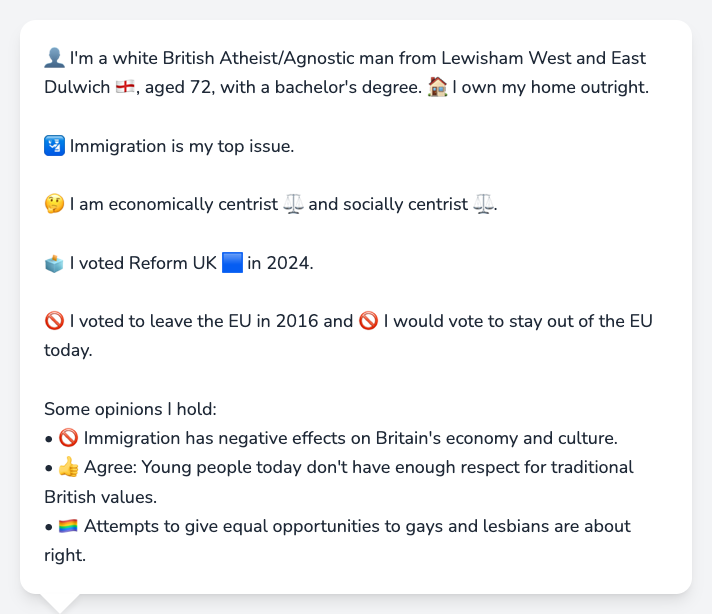 👤 I'm a white British Atheist/Agnostic man from Lewisham West and East
Dulwich 🏴󠁧󠁢󠁥󠁮󠁧󠁿, aged 72, with a bachelor's degree. 🏠 I own my home outright.
🛂 Immigration is my top issue.
🤔 I am economically centrist ⚖️ and socially centrist ⚖️.
🗳️ I voted Reform UK 🟦 in 2024.
🚫 I voted to leave the EU in 2016 and 🚫 I would vote to stay out of the EU
today.
Some opinions I hold:
• 🚫 Immigration has negative effects on Britain's economy and culture.
• 👍 Agree: Young people today don't have enough respect for traditional
British values.
• 🏳️‍🌈 Attempts to give equal opportunities to gays and lesbians are about
right.